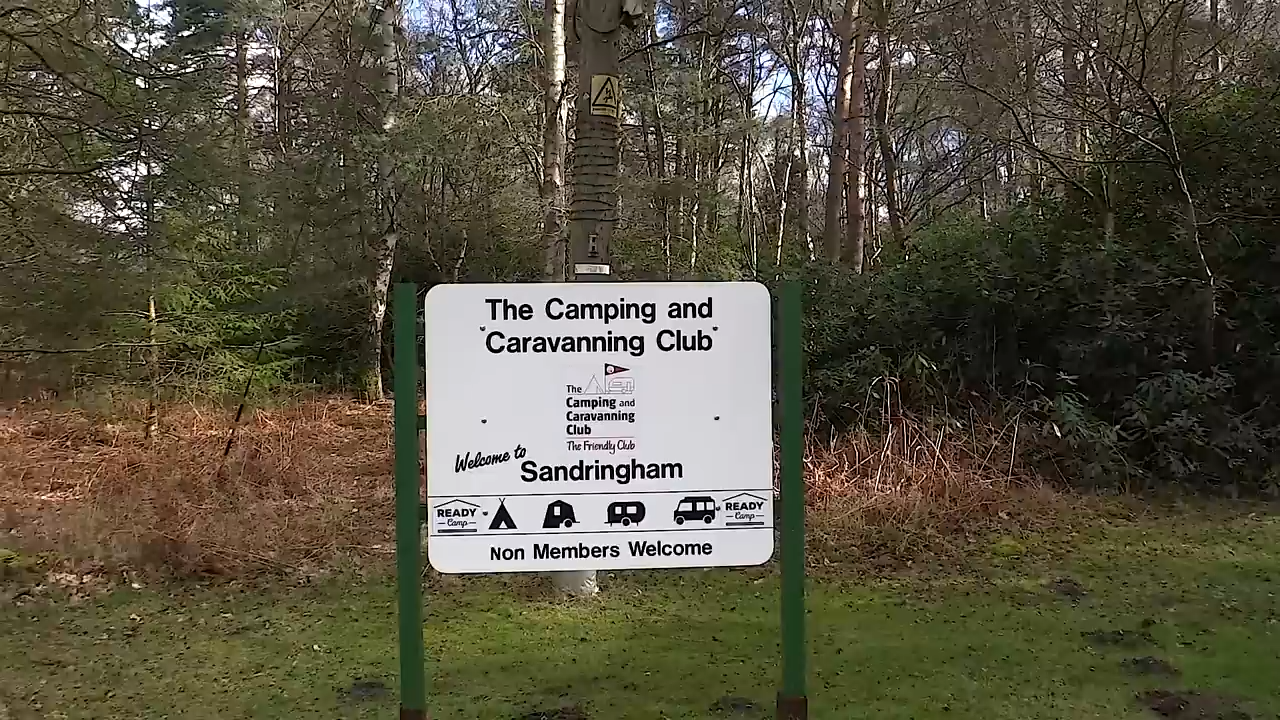 The Camping and
Caravanning Club
The
Camping and
Caravanning
Club
The Friendly Club
Welcome to
Sandringham
READY
Camp
READY
Camp
Non Members Welcome